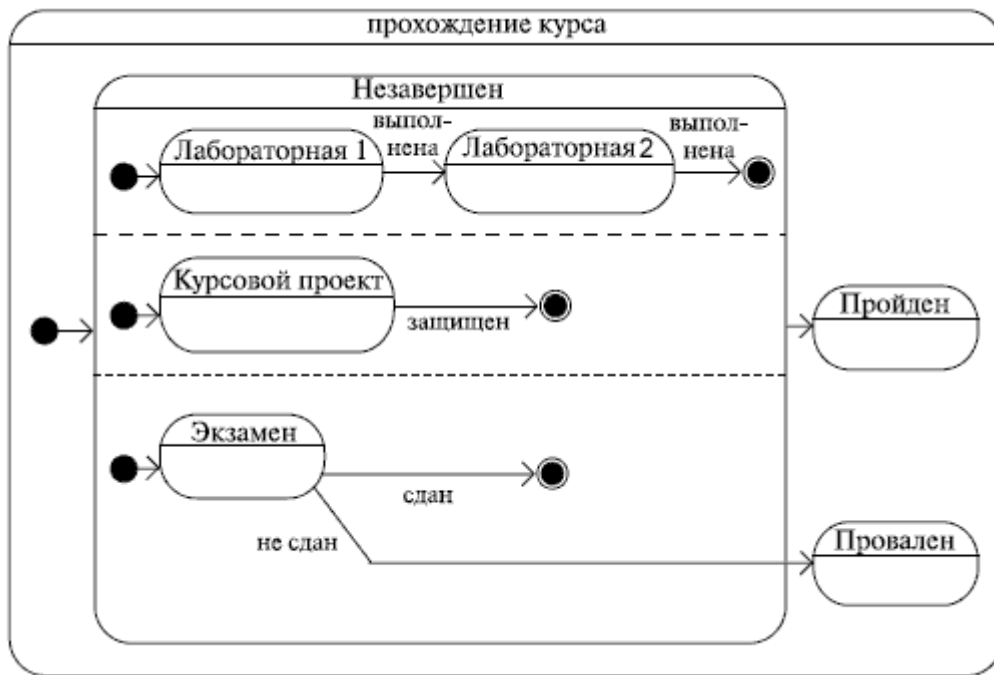 прохождение курса
Незавершен
выпол-
нена
выпол-
нена
Лабораторная 1
Лабораторная 2
Курсовой проект
защищен
Пройден
Экзамен
сдан
не сдан
Провален